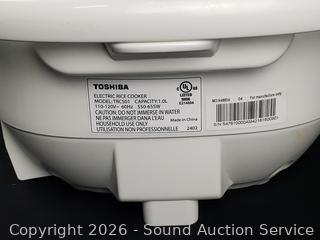 TOSHIBA
ELECTRIC RICE COOKER
MODEL:TRCS01 CAPACITY:1.0L
110-120V~ 60Hz 550-655W
CAUTION: DO NOT IMMERSE IN WATER
NE PAS IMMERGER DANS L'EAU
HOUSEHOLD USE ONLY
UTILISATION NON PROFESSIONNELLE 2402
UL
LISTED
E214804
Made in China
For manufacture only
Copyright 2026 - Sound Auction Service